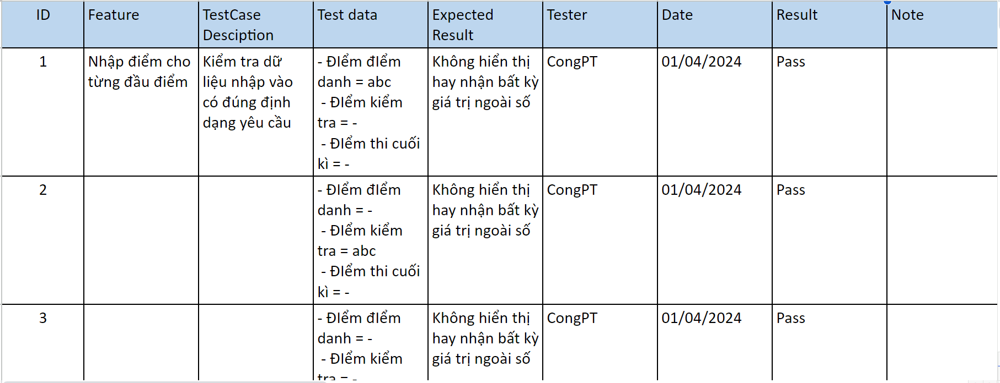 ID
Feature
TestCase
Desciption
Test data
Expected
Result
Tester
Date
Result
Note
1
Nhập điểm cho
từng đầu điểm
Kiểm tra dữ
liệu nhập vào
có đúng định
dạng yêu cầu
- ĐIểm đIểm
danh = abc
- ĐIểm kiểm
tra = -
- ĐIểm thi cuối
kì = -
Không hiển thị
hay nhận bất kỳ
giá trị ngoài số
CongPT
01/04/2024
Pass
2
- ĐIểm đIểm
danh = -
- ĐIểm kiểm
tra = abc
- ĐIểm thi cuối
kì = -
Không hiển thị
hay nhận bất kỳ
giá trị ngoài số
CongPT
01/04/2024
Pass
3
- ĐIểm đIểm
danh = -
- ĐIểm kiểm
tra = -
Không hiển thị
hay nhận bất kỳ
giá trị ngoài số
CongPT
01/04/2024
Pass